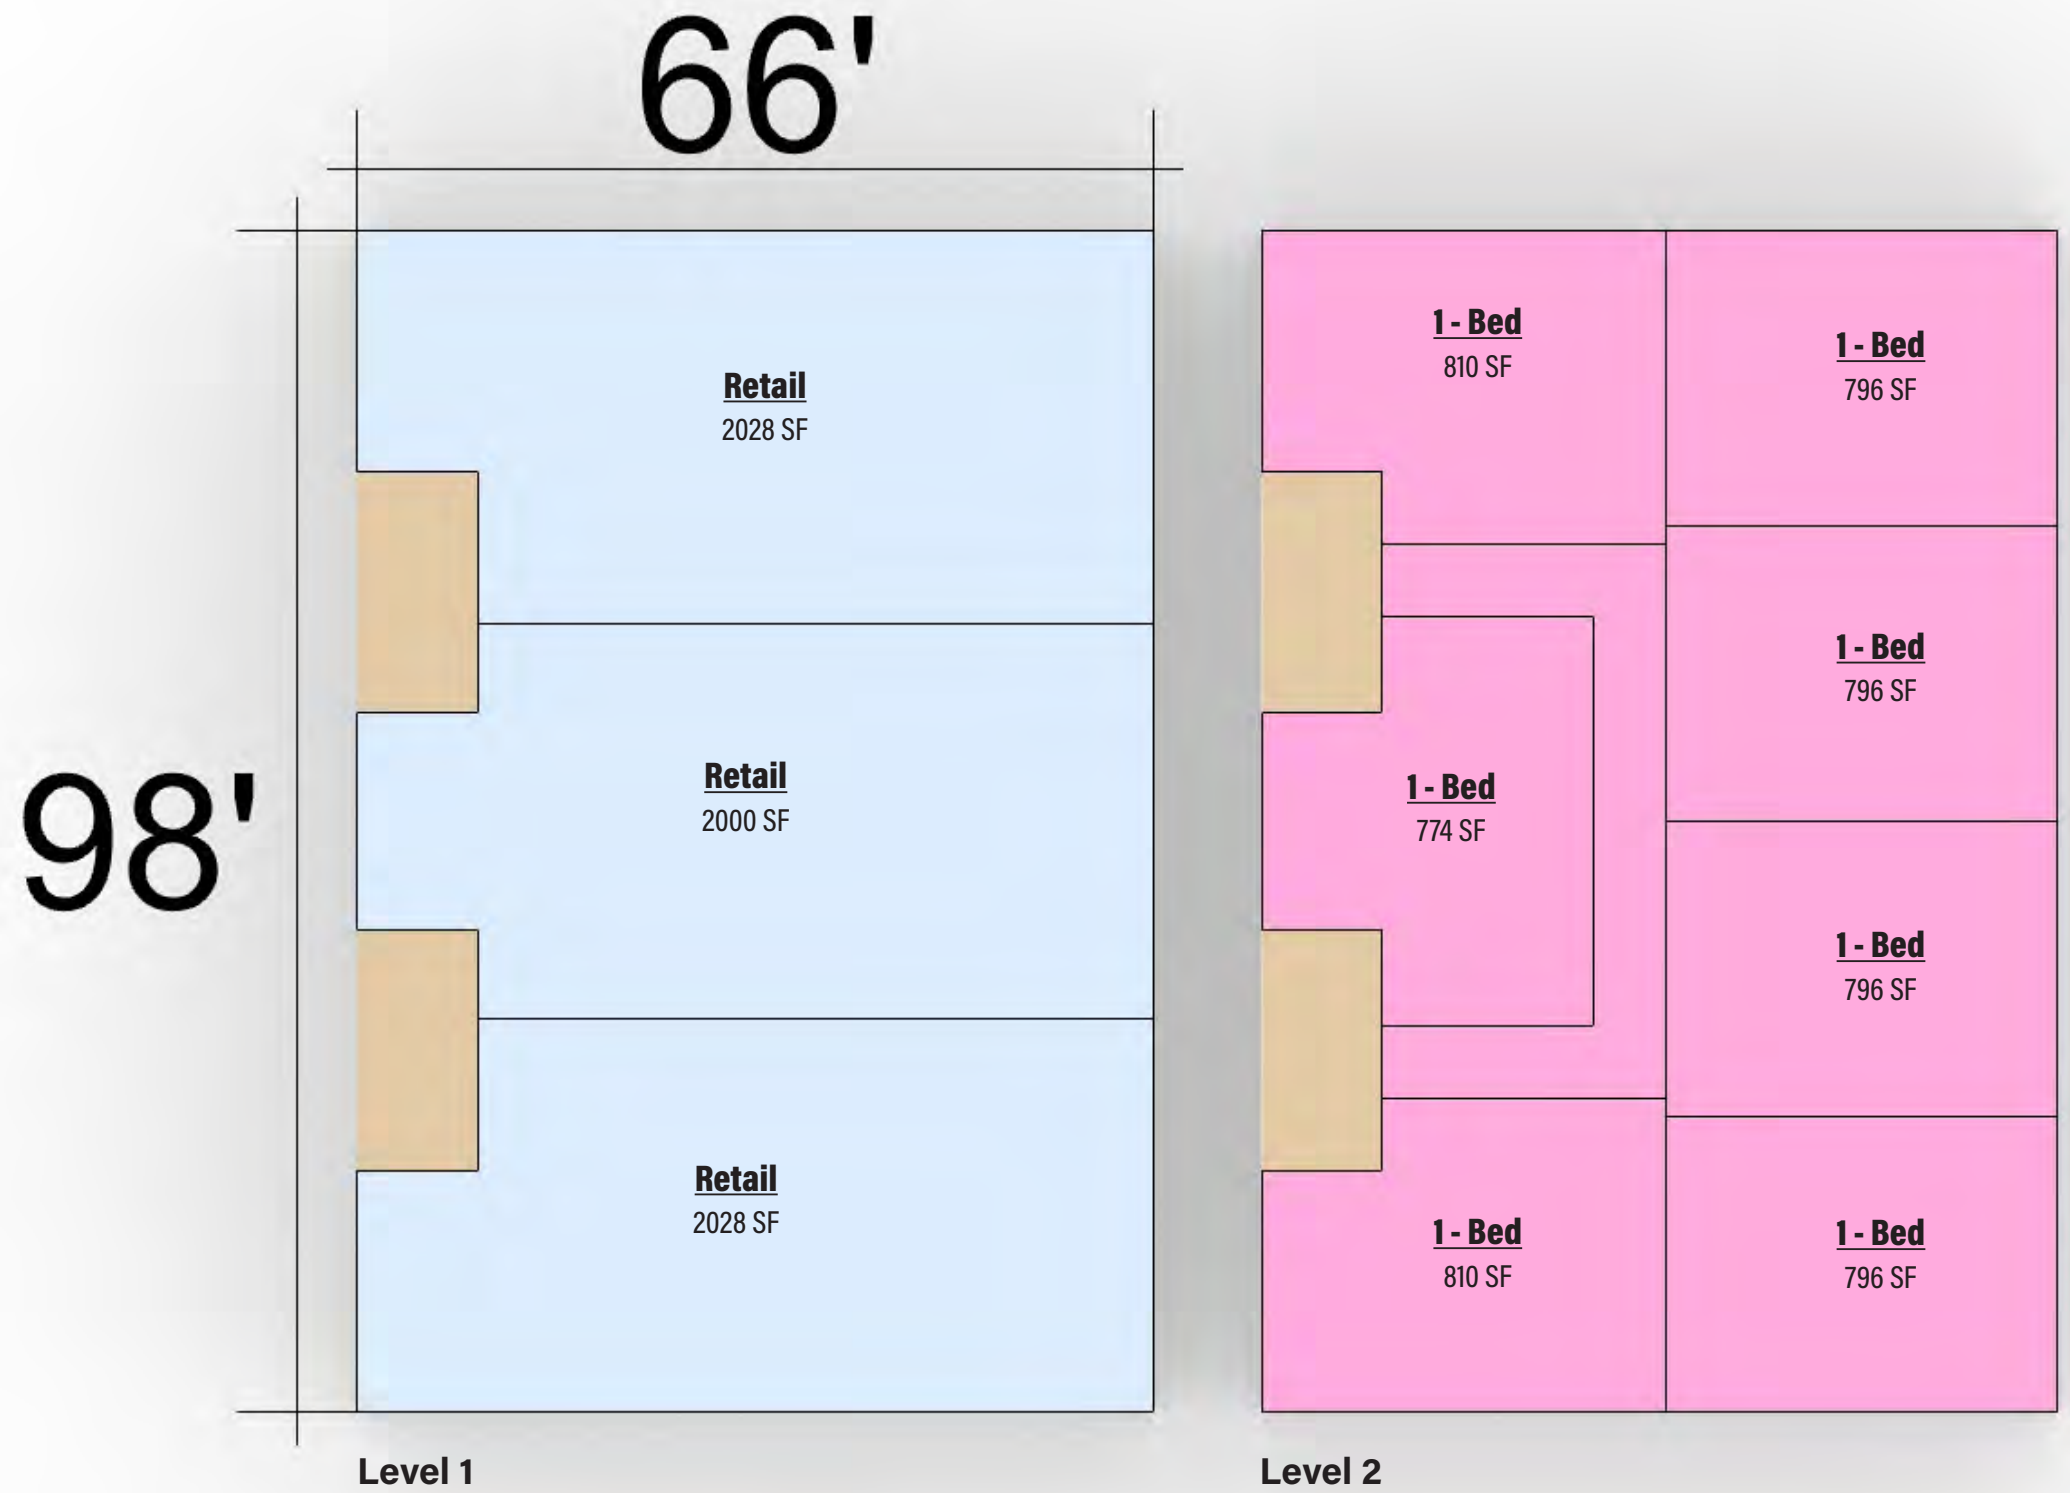 66'
98'
Retail
2028 SF
Retail
2000 SF
Retail
2028 SF
Level 1
1 - Bed
810 SF
1 - Bed
796 SF
1 - Bed
796 SF
1 - Bed
774 SF
1 - Bed
796 SF
1 - Bed
810 SF
1 - Bed
796 SF
Level 2